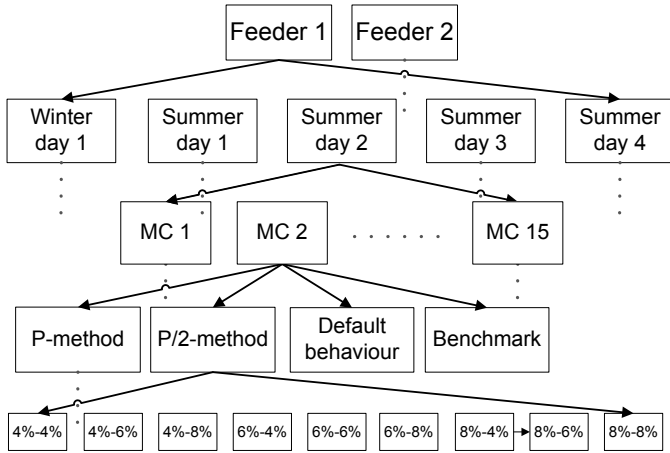 Feeder 1
Feeder 2
Winter
day 1
Summer
day 1
Summer
day 2
Summer
day 3
Summer
day 4
MC 1
MC 2
MC 15
P-method
P/2-method
Default
behaviour
Benchmark
4%-4%
4%-6%
4%-8%
6%-4%
6%-6%
6%-8%
8%-4%
8%-6%
8%-8%